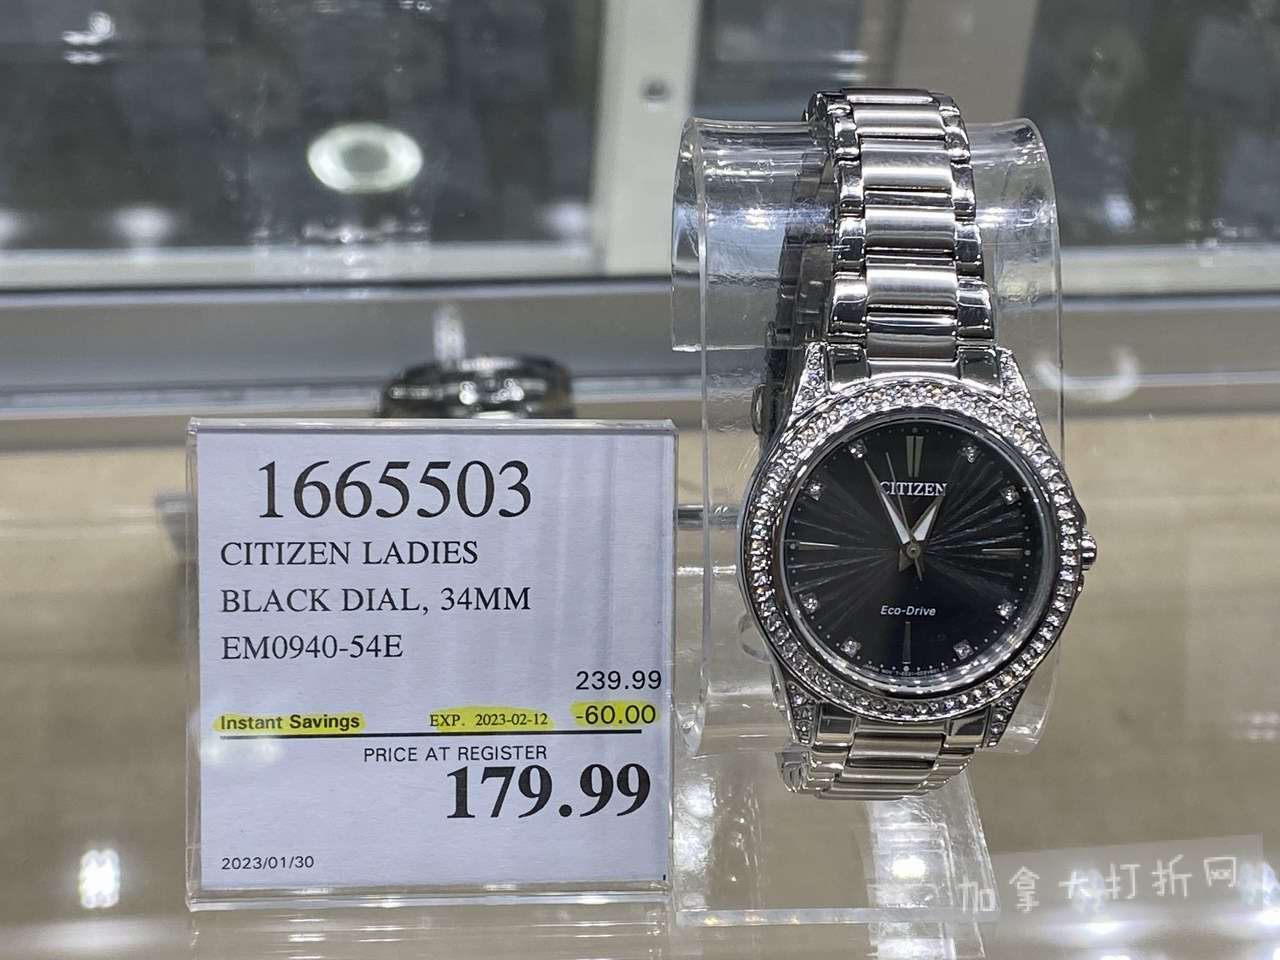 1665503
CITIZEN LADIES
BLACK DIAL, 34MM
EM0940-54E
239.99
Instant Savings EXP. 2023-02-12 -60.00
PRICE AT REGISTER
179.99
2023/01/30
CITIZEN
Eco-Drive
加拿大打折网